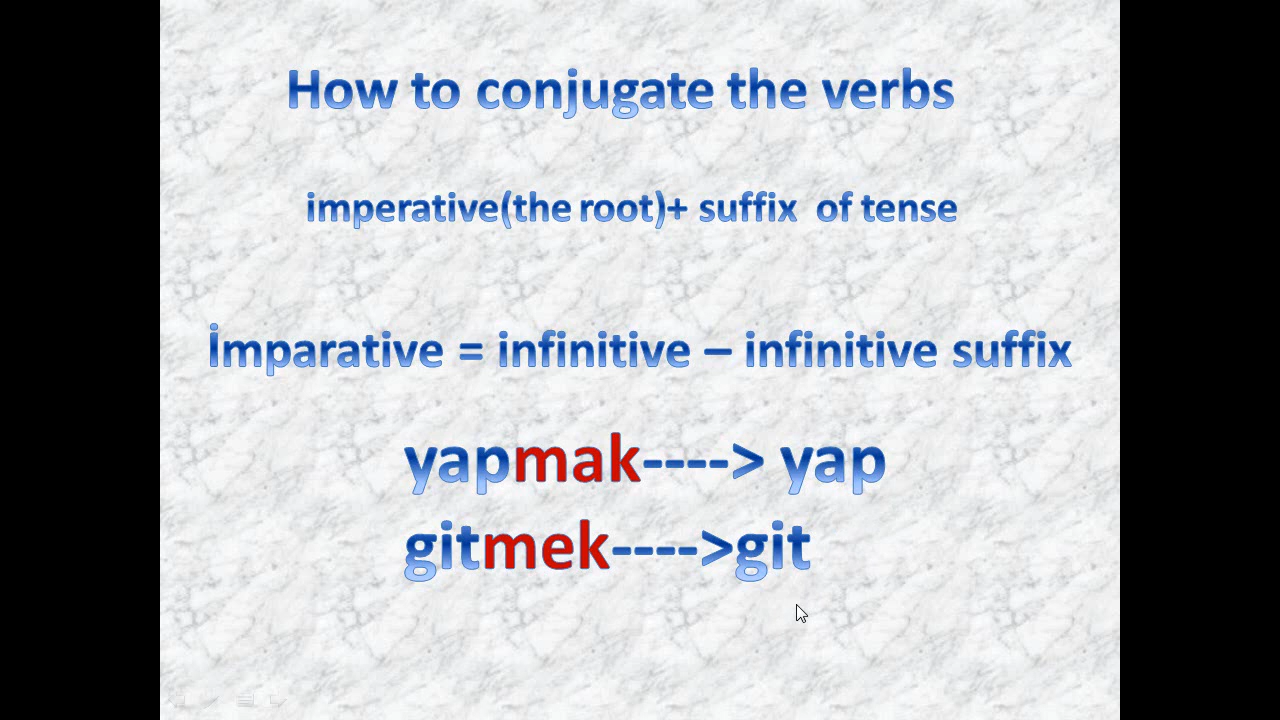 How to conjugate the verbs
imperative(the root)+ suffix of tense
İmparative = infinitive – infinitive suffix
yapmak----> yap
gitmek---->git